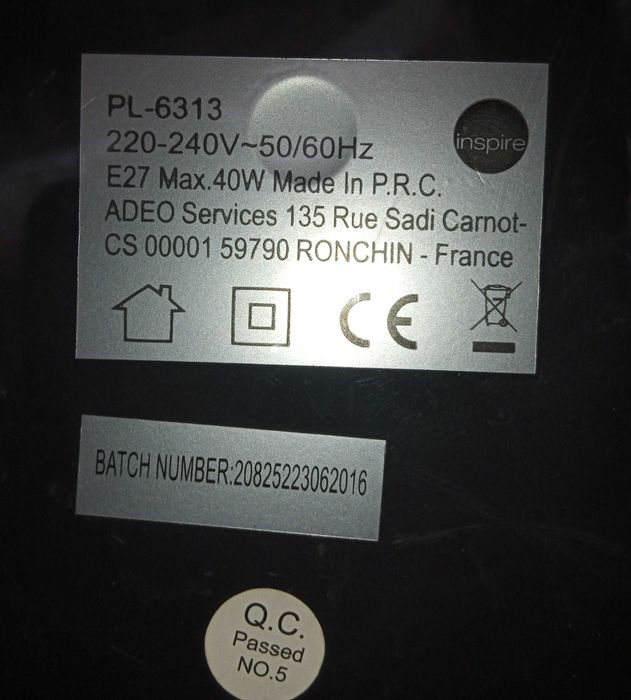 PL-6313
220-240V~50/60Hz
inspire
E27 Max.40W Made In P.R.C.
ADEO Services 135 Rue Sadi Carnot-
CS 00001 59790 RONCHIN - France
CE
BATCH NUMBER:20825223062016
Q.C.
Passed
NO.5